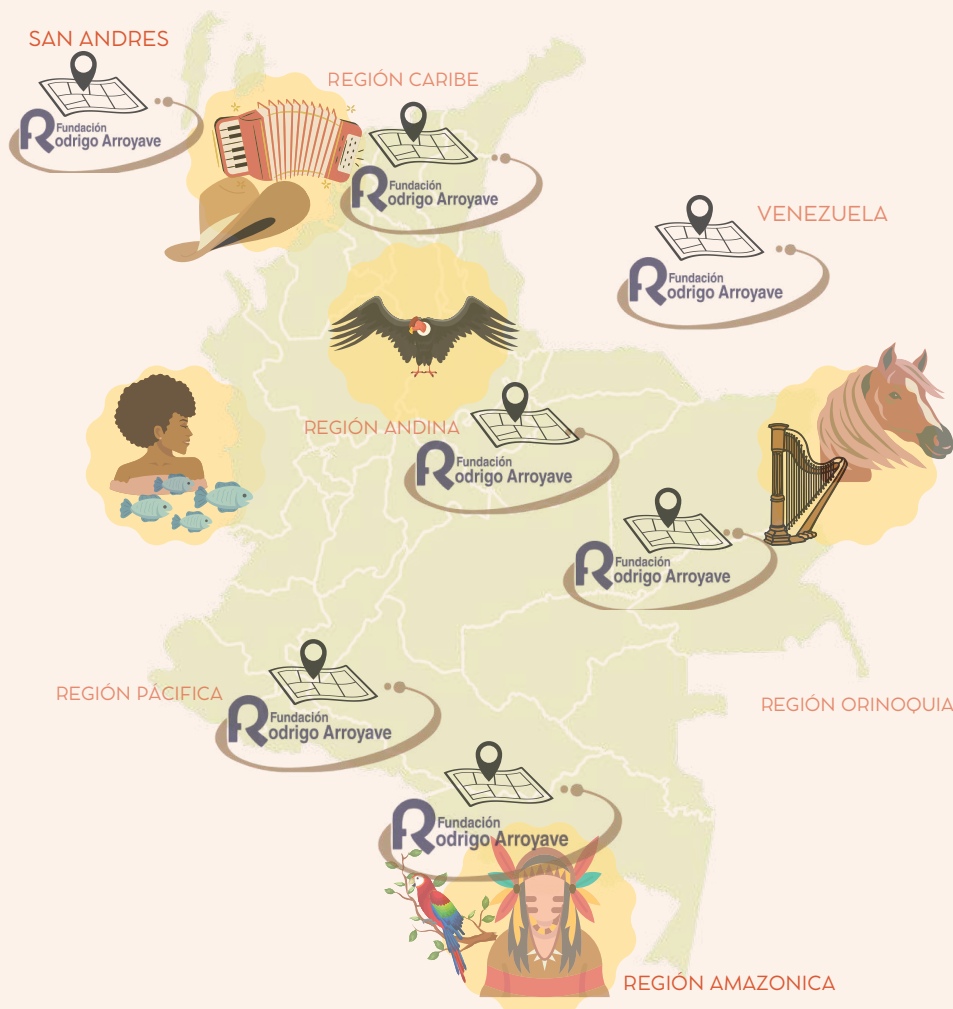 SAN ANDRES
Fundación
Rodrigo Arroyave
REGIÓN CARIBE
Fundación
Rodrigo Arroyave
VENEZUELA
Fundación
Rodrigo Arroyave
REGIÓN ANDINA
Fundación
Rodrigo Arroyave
Fundación
Rodrigo Arroyave
REGIÓN PÁCIFICA
Fundación
Rodrigo Arroyave
REGIÓN ORINOQUIA
Fundación
Rodrigo Arroyave
REGIÓN AMAZONICA